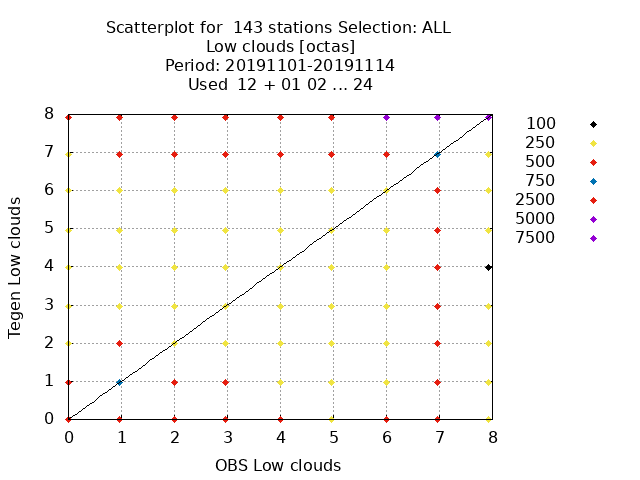 Scatterplot for  143 stations Selection: ALL
Low clouds [octas]
Period: 20191101-20191114
Used  12 + 01 02 ... 24
8
7
6
5
4
3
2
1
0
0 1 2 3 4 5 6 7 8
Tegen Low clouds
OBS Low clouds
100
250
500
750
2500
5000
7500